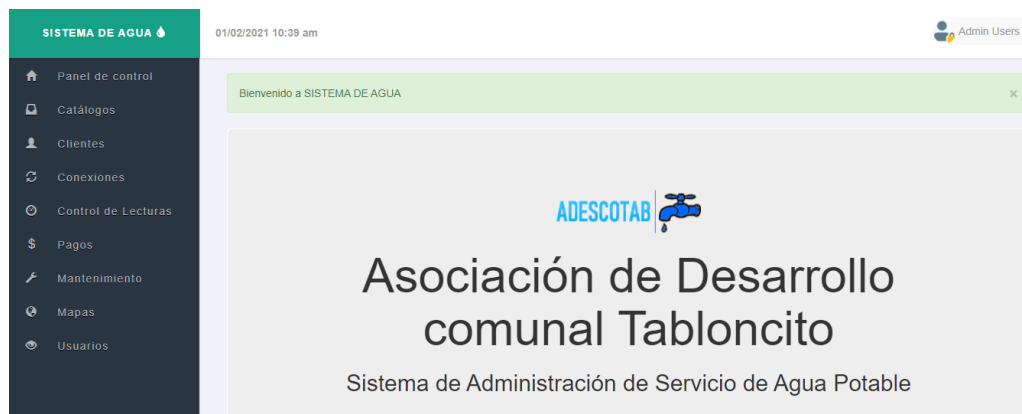 SISTEMA DE AGUA
01/02/2021 10:39 am
Admin Users
Panel de control
Catálogos
Clientes
Conexiones
Control de Lecturas
Pagos
Mantenimiento
Mapas
Usuarios
Bienvenido a SISTEMA DE AGUA
×
ADESCOTAB
Asociación de Desarrollo
comunal Tabloncito
Sistema de Administración de Servicio de Agua Potable